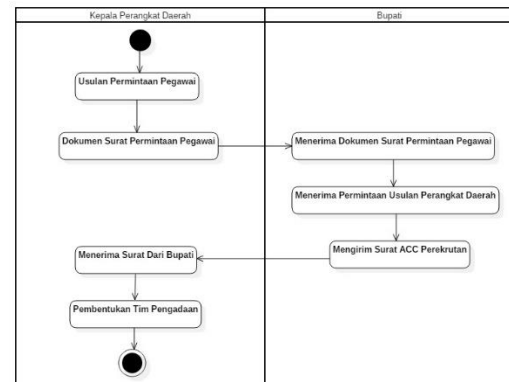 Kepala Perangkat Daerah
Bupati
Usulan Permintaan Pegawai
Dokumen Surat Permintaan Pegawai
Menerima Dokumen Surat Permintaan Pegawai
Menerima Permintaan Usulan Perangkat Daerah
Mengirim Surat ACC Perekrutan
Menerima Surat Dari Bupati
Pembentukan Tim Pengadaan